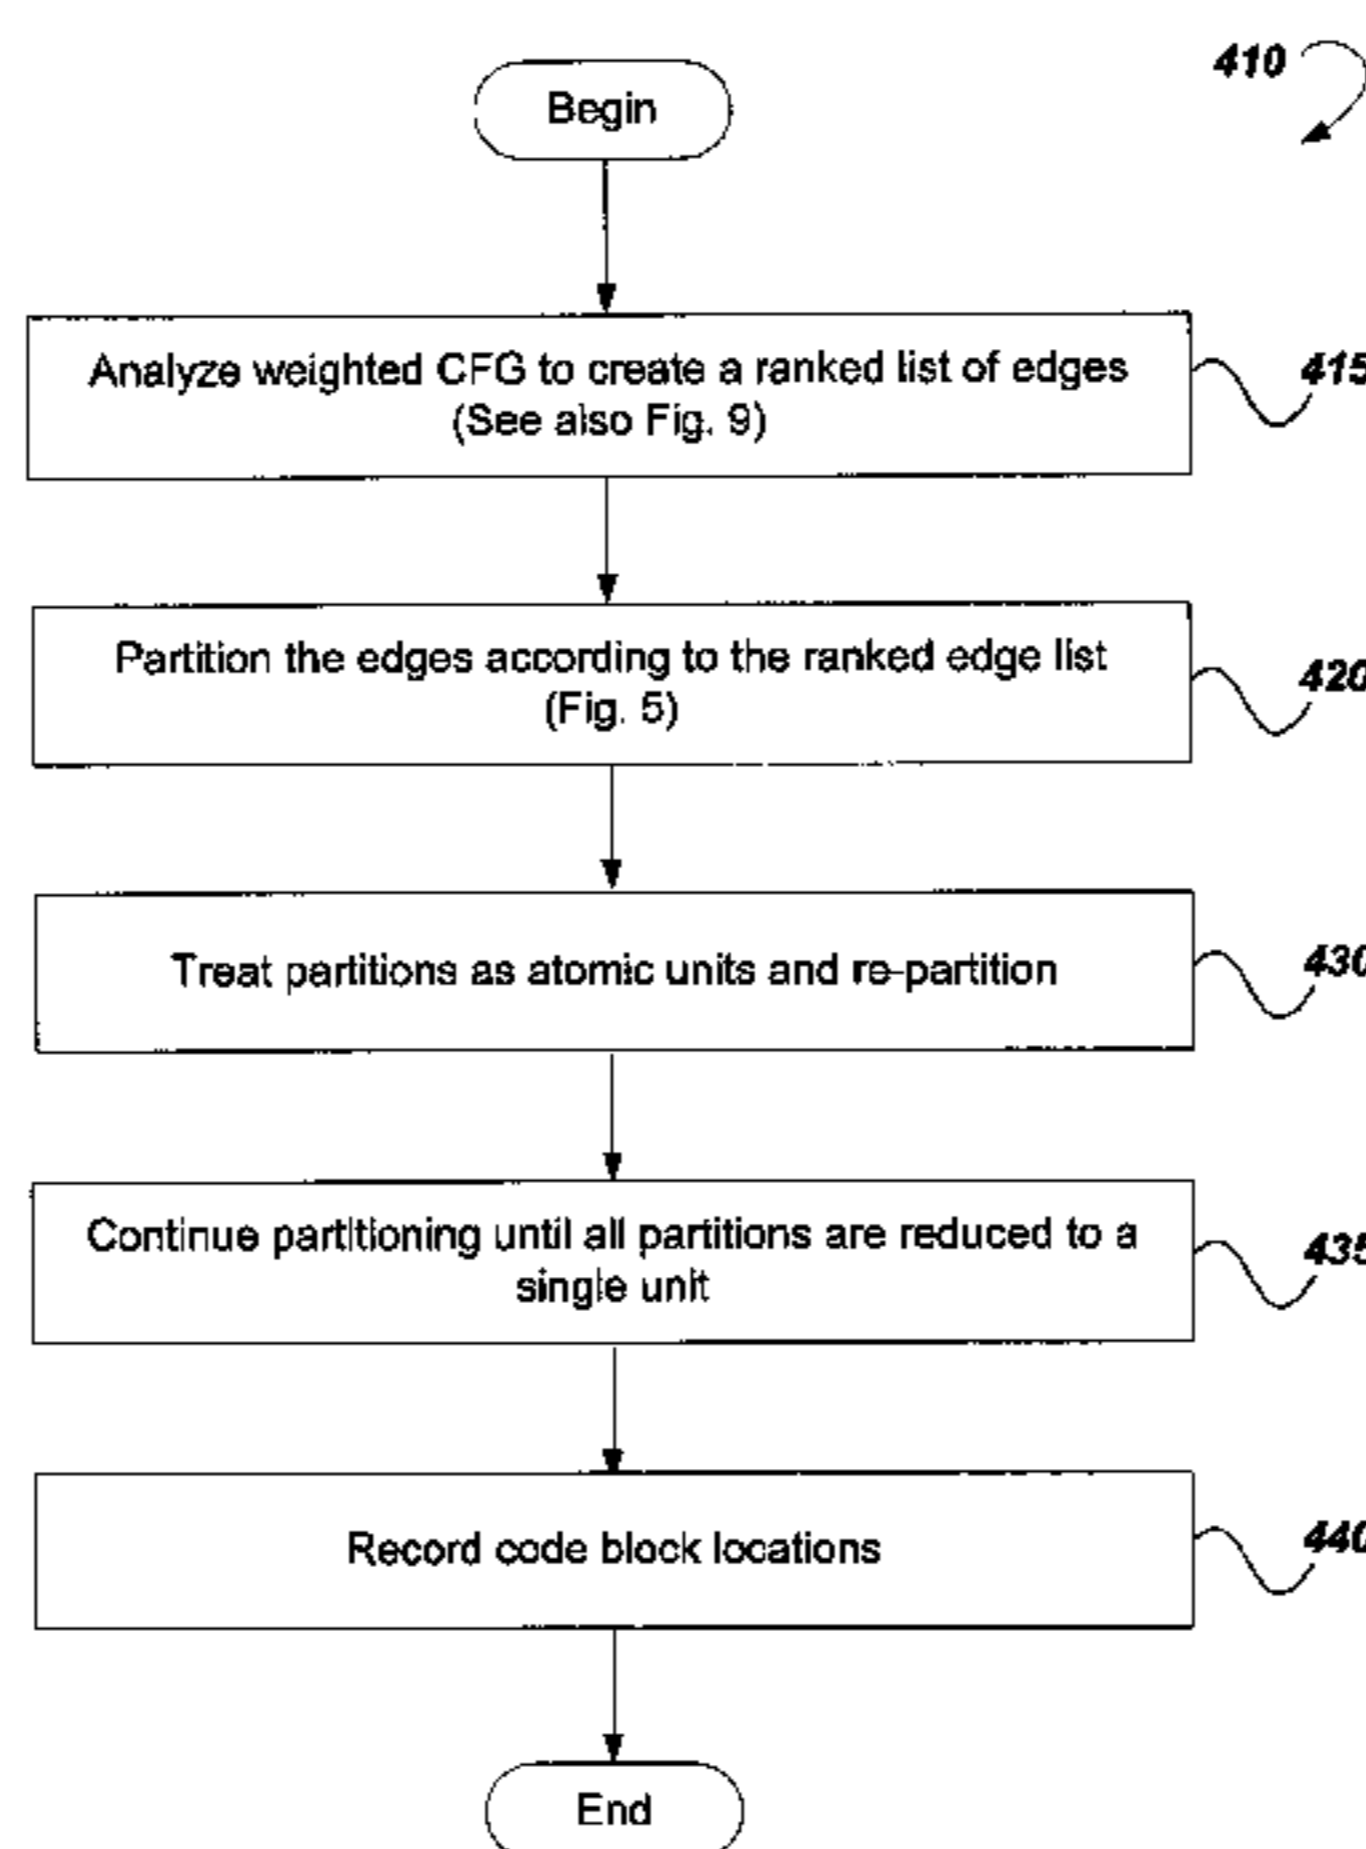 410
Begin
Analyze weighted CFG to create a ranked list of edges
(See also Fig. 9)
415
Partition the edges according to the ranked edge list
(Fig. 5)
420
Treat partitions as atomic units and re-partition
430
Continue partitioning until all partitions are reduced to a
single unit
435
Record code block locations
440
End